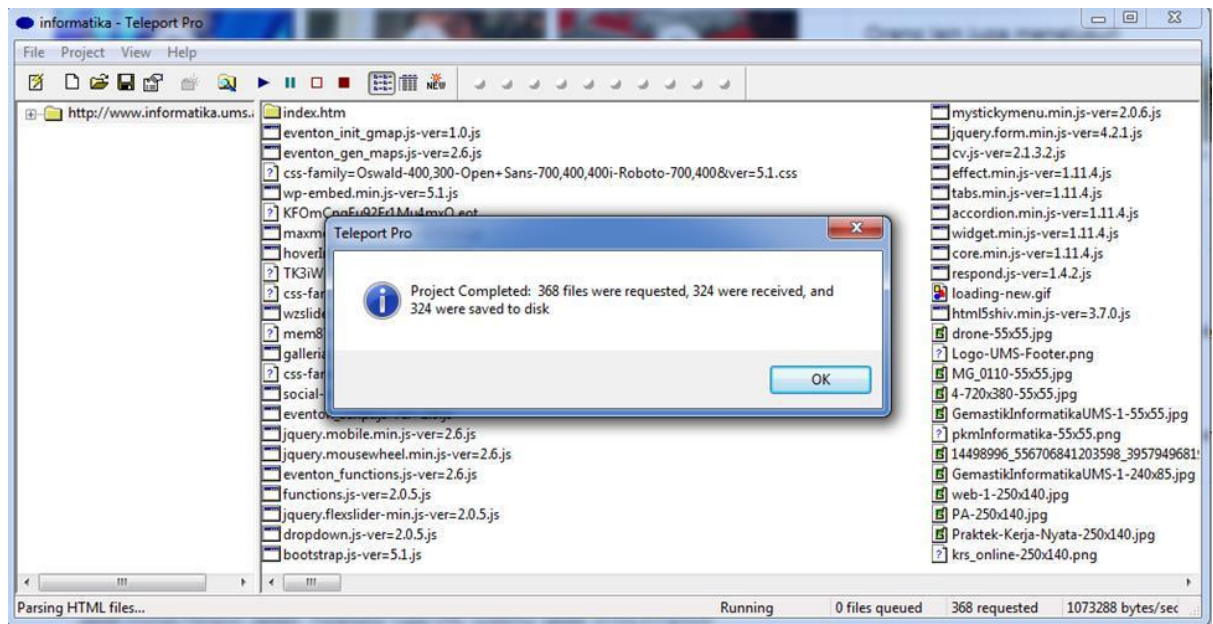 informatika - Teleport Pro
File Project View Help
NEW
http://www.informatika.ums.
index.htm
eventon_init_gmap.js-ver=1.0.js
eventon_gen_maps.js-ver=2.6.js
css-family=Oswald-400,300-Open+Sans-700,400,400i-Roboto-700,400&ver=5.1.css
wp-embed.min.js-ver=5.1.js
maxm
hoverI
TK3iW
css-far
wzslide
mem8
galleria
css-far
social-
jquery.mobile.min.js-ver=2.6.js
jquery.mousewheel.min.js-ver=2.6.js
eventon_functions.js-ver=2.6.js
functions.js-ver=2.0.5.js
jquery.flexslider-min.js-ver=2.0.5.js
dropdown.js-ver=2.0.5.js
bootstrap.js-ver=5.1.js
mystickymenu.min.js-ver=2.0.6.js
jquery.form.min.js-ver=4.2.1.js
cv.js-ver=2.1.3.2.js
effect.min.js-ver=1.11.4.js
tabs.min.js-ver=1.11.4.js
accordion.min.js-ver=1.11.4.js
widget.min.js-ver=1.11.4.js
core.min.js-ver=1.11.4.js
respond.js-ver=1.4.2.js
loading-new.gif
html5shiv.min.js-ver=3.7.0.js
drone-55x55.jpg
Logo-UMS-Footer.png
MG_0110-55x55.jpg
4-720x380-55x55.jpg
GemastikInformatikaUMS-1-55x55.jpg
pkmInformatika-55x55.png
14498996_556706841203598_3957949681
GemastikInformatikaUMS-1-240x85.jpg
web-1-250x140.jpg
PA-250x140.jpg
Praktek-Kerja-Nyata-250x140.jpg
krs_online-250x140.png
Teleport Pro
Project Completed: 368 files were requested, 324 were received, and
324 were saved to disk
OK
Parsing HTML files... Running 0 files queued 368 requested 1073288 bytes/sec